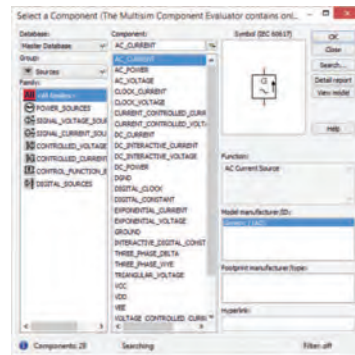 Select a Component (The Multisim Component Evaluator contains onl...
Database:
Master Database
Group:
Sources
Family:
<All families>
POWER_SOURCES
SIGNAL_VOLTAGE_SOU
SIGNAL_CURRENT_SOU
CONTROLLED_VOLTAG
CONTROLLED_CURRENT
CONTROL_FUNCTION_B
DIGITAL_SOURCES
Component:
AC_CURRENT
AC_CURRENT
AC_POWER
AC_VOLTAGE
CLOCK_CURRENT
CLOCK_VOLTAGE
CURRENT_CONTROLLED_CURR
CURRENT_CONTROLLED_VOLTA
DC_CURRENT
DC_INTERACTIVE_CURRENT
DC_INTERACTIVE_VOLTAGE
DC_POWER
DGND
DIGITAL_CLOCK
DIGITAL_CONSTANT
EXPONENTIAL_CURRENT
EXPONENTIAL_VOLTAGE
GROUND
INTERACTIVE_DIGITAL_CONST
THREE_PHASE_DELTA
THREE_PHASE_WYE
TRIANGULAR_VOLTAGE
VCC
VDD
VEE
VOLTAGE_CONTROLLED_CURR
Symbol (IEC 60617)
Function:
AC Current Source
Model manufacturer/ID:
Generic / IAC
Footprint manufacturer/type:
Hyperlink:
OK
Close
Search...
Detail report
View model
Help
Components: 28
Searching:
Filter: off